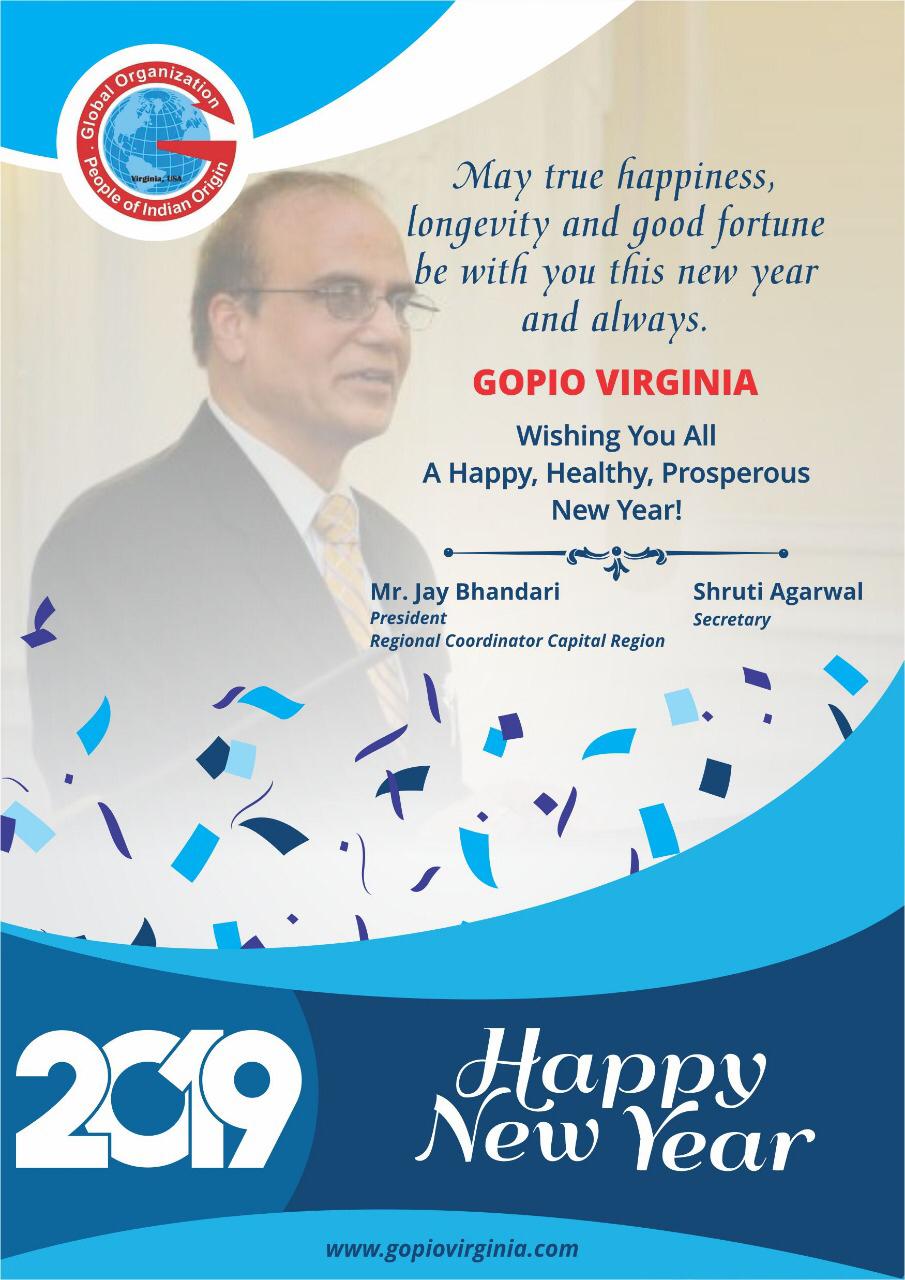 Global Organization
People of Indian Origin
Virginia, USA
May true happiness,
longevity and good fortune
be with you this new year
and always.
GOPIO VIRGINIA
Wishing You All
A Happy, Healthy, Prosperous
New Year!
Mr. Jay Bhandari
President
Regional Coordinator Capital Region
Shruti Agarwal
Secretary
2019
Happy
New Year
www.gopiovirginia.com